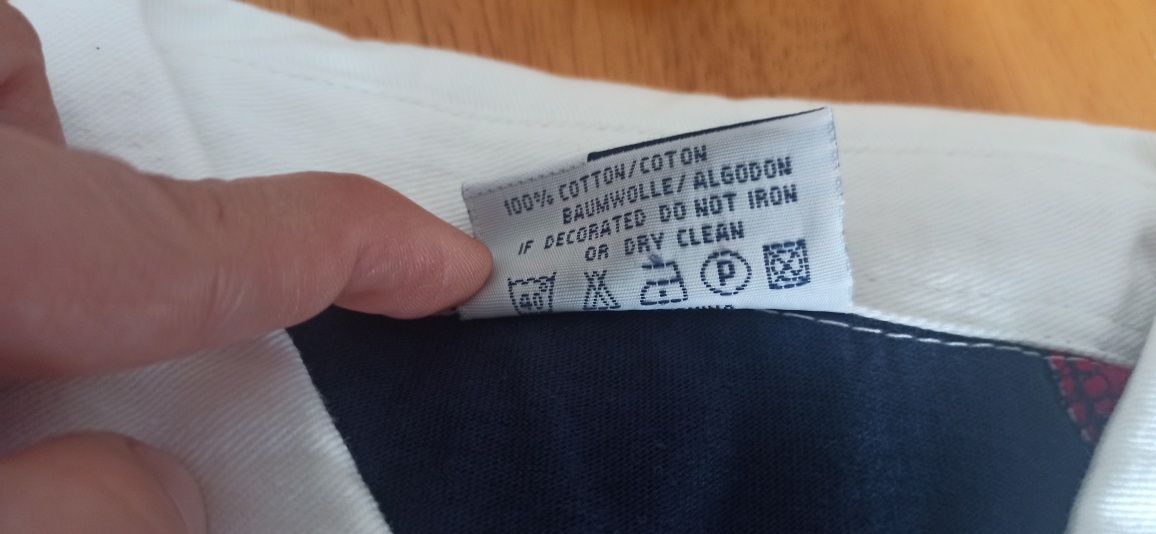 100% COTTON/COTON
BAUMWOLLE/ALGODON
IF DECORATED DO NOT IRON
OR DRY CLEAN
40 P